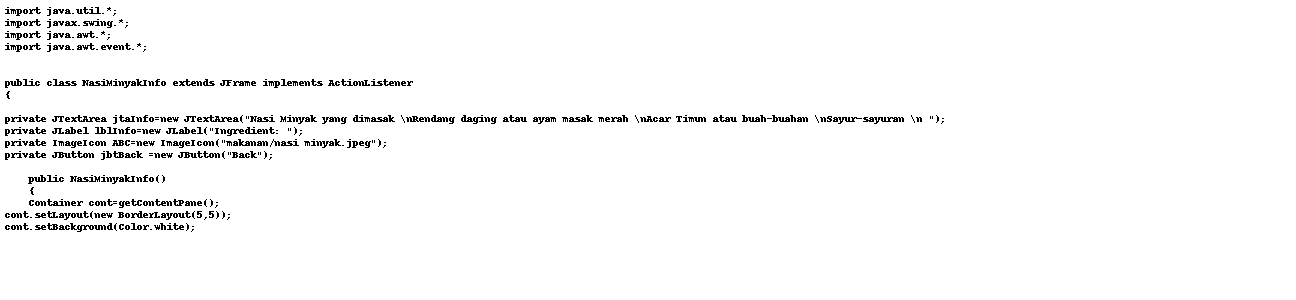 import java.util.*;
import javax.swing.*;
import java.awt.*;
import java.awt.event.*;
public class NasiMinyakInfo extends JFrame implements ActionListener
{
private JTextArea jtaInfo=new JTextArea("Nasi Minyak yang dimasak \nRendang daging atau ayam masak merah \nAcar Timun atau buah-buahan \nSayur-sayuran \n ");
private JLabel lblInfo=new JLabel("Ingredient: ");
private ImageIcon ABC=new ImageIcon("makanan/nasi minyak.jpeg");
private JButton jbtBack =new JButton("Back");
public NasiMinyakInfo()
{
Container cont=getContentPane();
cont.setLayout(new BorderLayout(5,5));
cont.setBackground(Color.white);